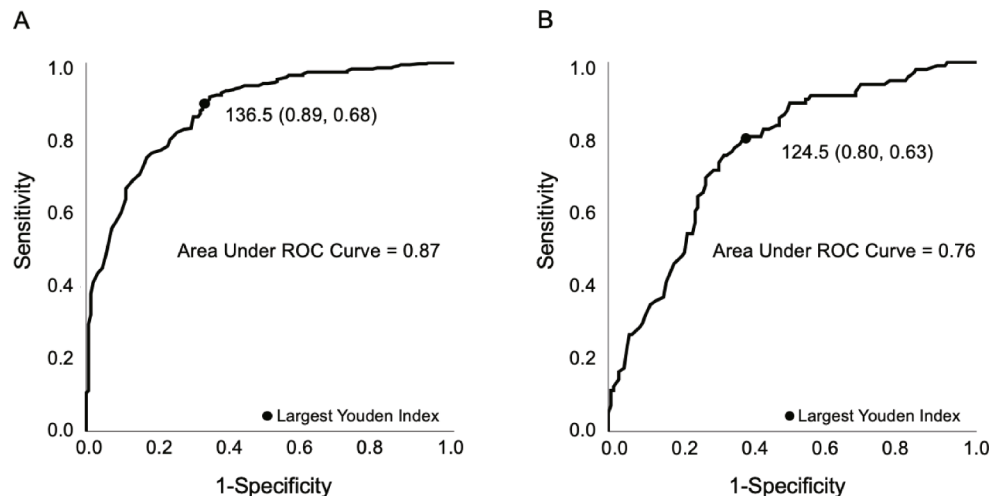 A
1.0
0.8
0.6
0.4
0.2
0.0
Sensitivity
136.5 (0.89, 0.68)
Area Under ROC Curve = 0.87
Largest Youden Index
0.0 0.2 0.4 0.6 0.8 1.0
1-Specificity
B
1.0
0.8
0.6
0.4
0.2
0.0
Sensitivity
124.5 (0.80, 0.63)
Area Under ROC Curve = 0.76
Largest Youden Index
0.0 0.2 0.4 0.6 0.8 1.0
1-Specificity